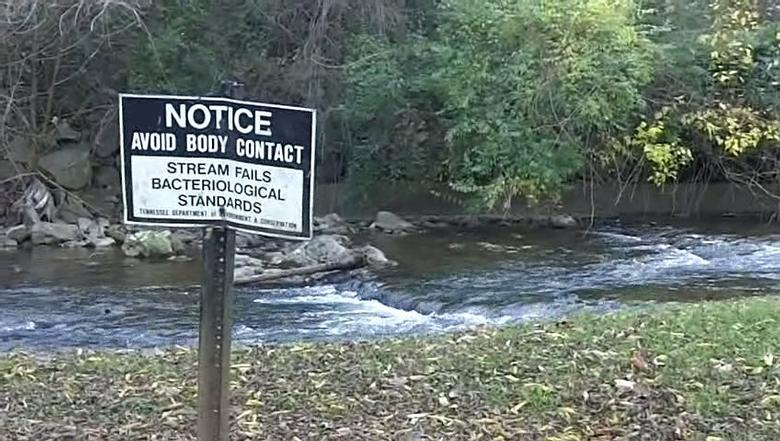 NOTICE
AVOID BODY CONTACT
STREAM FAILS
BACTERIOLOGICAL
STANDARDS
TENNESSEE DEPARTMENT OF ENVIRONMENT & CONSERVATION